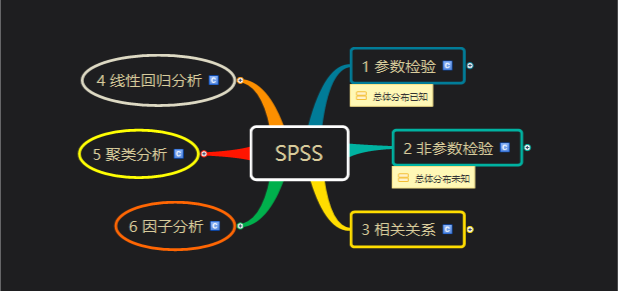 SPSS
1 参数检验
总体分布已知
2 非参数检验
总体分布未知
3 相关关系
4 线性回归分析
5 聚类分析
6 因子分析